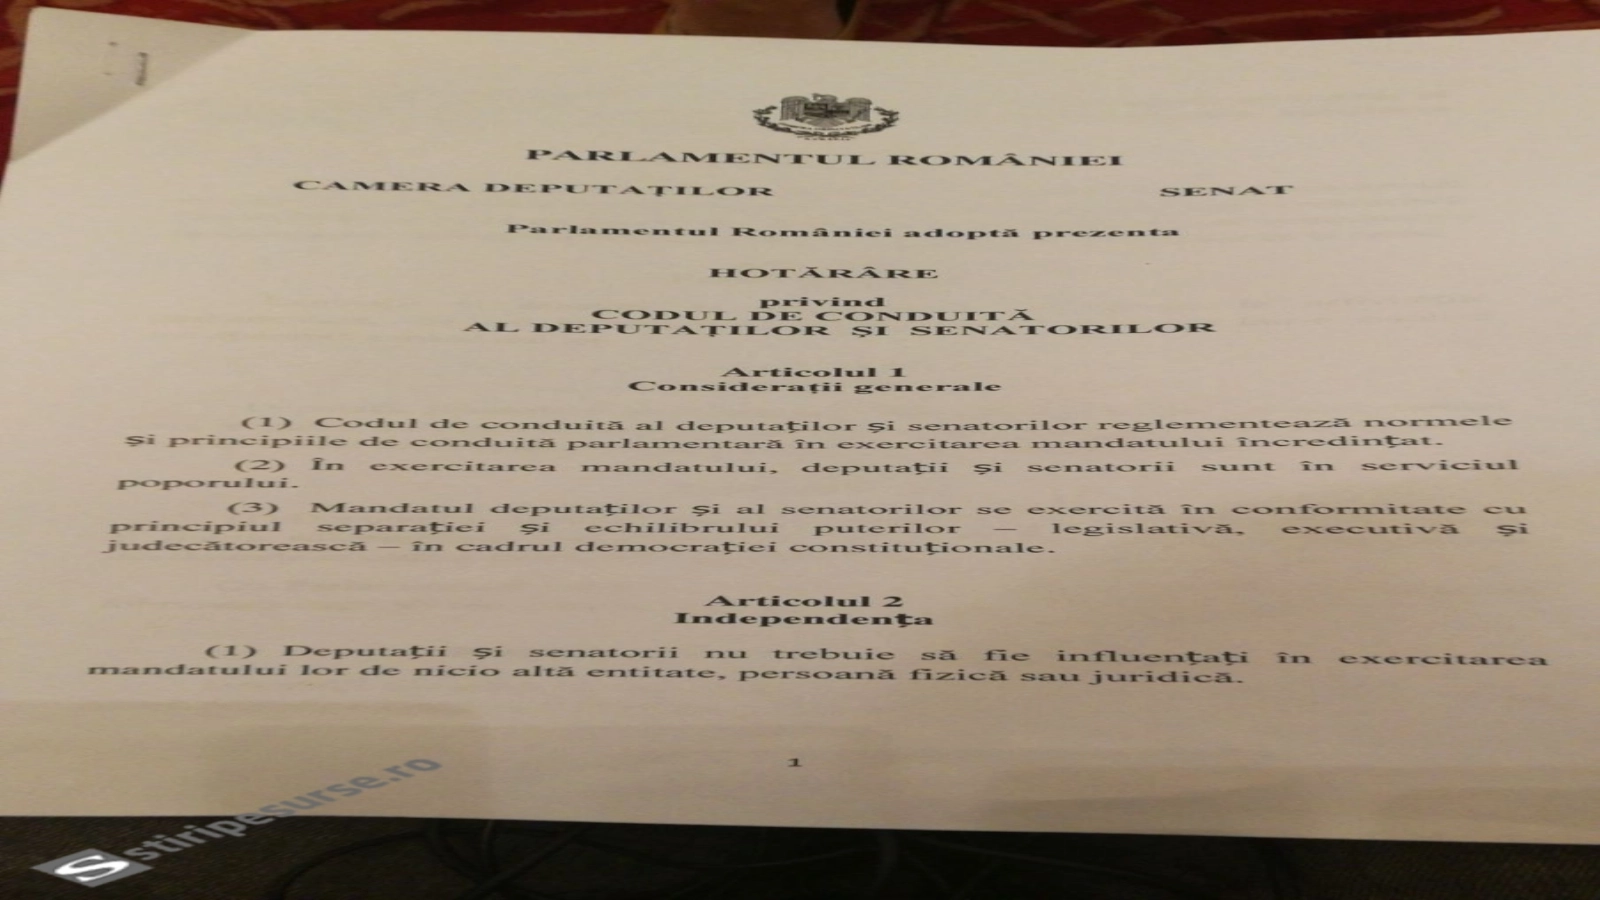 PARLAMENTUL ROMÂNIEI
CAMERA DEPUTAȚILOR SENAT
Parlamentul României adoptă prezenta
HOTĂRÂRE
privind
CODUL DE CONDUITĂ
AL DEPUTAȚILOR ȘI SENATORILOR
Articolul 1
Considerații generale
(1) Codul de conduită al deputaților și senatorilor reglementează normele
și principiile de conduită parlamentară în exercitarea mandatului încredințat.
(2) În exercitarea mandatului, deputații și senatorii sunt în serviciul
poporului.
(3) Mandatul deputaților și al senatorilor se exercită în conformitate cu
principiul separației și echilibrului puterilor – legislativă, executivă și
judecătorească – în cadrul democrației constituționale.
Articolul 2
Independența
(1) Deputații și senatorii nu trebuie să fie influențați în exercitarea
mandatului lor de nicio altă entitate, persoană fizică sau juridică.
1
S stiripesurse.ro